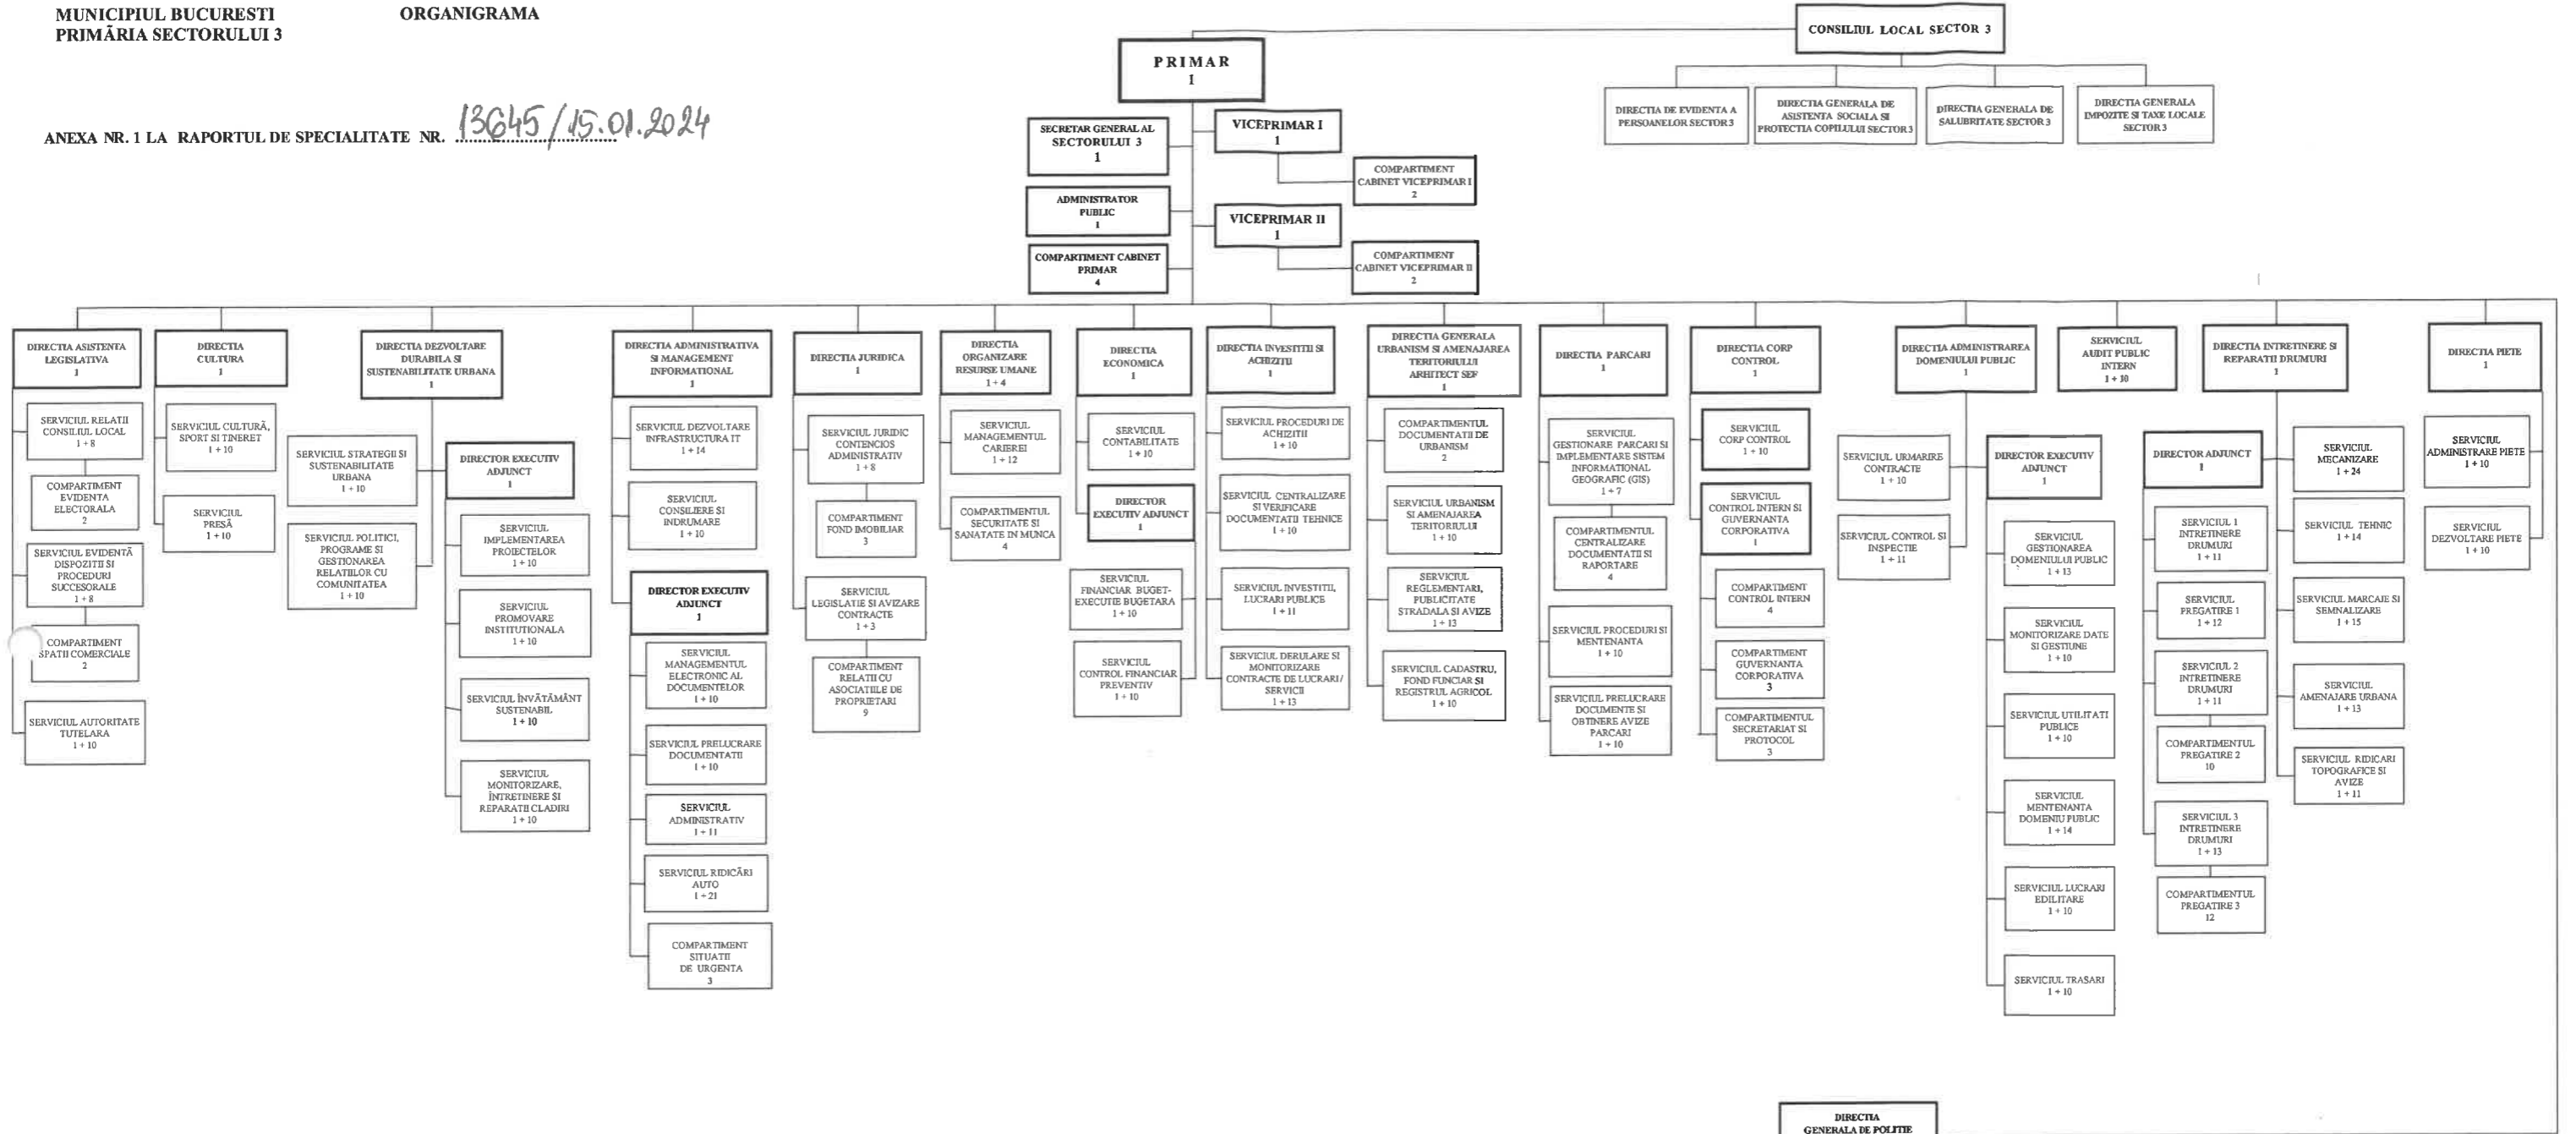 MUNICIPIUL BUCURESTI
PRIMĂRIA SECTORULUI 3
ORGANIGRAMA
ANEXA NR. 1 LA RAPORTUL DE SPECIALITATE NR. 13645/15.01.2024
CONSILIUL LOCAL SECTOR 3
PRIMAR
1
DIRECTIA DE EVIDENTA A
PERSOANELOR SECTOR 3
DIRECTIA GENERALA DE
ASISTENTA SOCIALA SI
PROTECTIA COPILULUI SECTOR 3
DIRECTIA GENERALA DE
SALUBRITATE SECTOR 3
DIRECTIA GENERALA
IMPOZITE SI TAXE LOCALE
SECTOR 3
SECRETAR GENERAL AL
SECTORULUI 3
1
VICEPRIMAR I
1
COMPARTIMENT
CABINET VICEPRIMAR I
2
ADMINISTRATOR
PUBLIC
1
VICEPRIMAR II
1
COMPARTIMENT CABINET
PRIMAR
4
COMPARTIMENT
CABINET VICEPRIMAR II
2
DIRECTIA ASISTENTA
LEGISLATIVA
1
SERVICIUL RELATII
CONSILIUL LOCAL
1 + 8
COMPARTIMENT
EVIDENTA
ELECTORALA
2
SERVICIUL EVIDENTĂ
DISPOZITII SI
PROCEDURI
SUCCESORALE
1 + 8
COMPARTIMENT
SPATII COMERCIALE
2
SERVICIUL AUTORITATE
TUTELARA
1 + 10
DIRECTIA
CULTURA
1
SERVICIUL CULTURĂ,
SPORT SI TINERET
1 + 10
SERVICIUL
PRESĂ
1 + 10
DIRECTIA DEZVOLTARE
DURABILA SI
SUSTENABILITATE URBANA
1
SERVICIUL STRATEGII SI
SUSTENABILITATE
URBANA
1 + 10
SERVICIUL POLITICI,
PROGRAME SI
GESTIONAREA
RELATIILOR CU
COMUNITATEA
1 + 10
DIRECTOR EXECUTIV
ADJUNCT
1
SERVICIUL
IMPLEMENTAREA
PROIECTELOR
1 + 10
SERVICIUL
PROMOVARE
INSTITUTIONALA
1 + 10
SERVICIUL ÎNVĂTĂMÂNT
SUSTENABIL
1 + 10
SERVICIUL
MONITORIZARE,
ÎNTRETINERE ȘI
REPARATII CLADIRI
1 + 10
DIRECTIA ADMINISTRATIVA
SI MANAGEMENT
INFORMATIONAL
1
SERVICIUL DEZVOLTARE
INFRASTRUCTURA IT
1 + 14
SERVICIUL
CONSILIERE SI
INDRUMARE
1 + 10
DIRECTOR EXECUTIV
ADJUNCT
1
SERVICIUL
MANAGEMENTUL
ELECTRONIC AL
DOCUMENTELOR
1 + 10
SERVICIUL PRELUCRARE
DOCUMENTATII
1 + 10
SERVICIUL
ADMINISTRATIV
1 + 11
SERVICIUL RIDICĂRI
AUTO
1 + 21
COMPARTIMENT
SITUATII
DE URGENTA
3
DIRECTIA JURIDICA
1
SERVICIUL JURIDIC
CONTENCIOS
ADMINISTRATIV
1 + 8
COMPARTIMENT
FOND IMOBILIAR
3
SERVICIUL
LEGISLATIE SI AVIZARE
CONTRACTE
1 + 3
COMPARTIMENT
RELATII CU
ASOCIATIILE DE
PROPRIETARI
9
DIRECTIA
ORGANIZARE
RESURSE UMANE
1 + 4
SERVICIUL
MANAGEMENTUL
CARIEREI
1 + 12
COMPARTIMENTUL
SECURITATE SI
SANATATE IN MUNCA
4
DIRECTIA
ECONOMICA
1
SERVICIUL
CONTABILITATE
1 + 10
DIRECTOR
EXECUTIV ADJUNCT
1
SERVICIUL
FINANCIAR BUGET-
EXECUTIE BUGETARA
1 + 10
SERVICIUL
CONTROL FINANCIAR
PREVENTIV
1 + 10
DIRECTIA INVESTITII SI
ACHIZITII
1
SERVICIUL PROCEDURI DE
ACHIZITII
1 + 10
SERVICIUL CENTRALIZARE
SI VERIFICARE
DOCUMENTATII TEHNICE
1 + 10
SERVICIUL INVESTITII,
LUCRARI PUBLICE
1 + 11
SERVICIUL DERULARE SI
MONITORIZARE
CONTRACTE DE LUCRARI/
SERVICII
1 + 13
DIRECTIA GENERALA
URBANISM SI AMENAJAREA
TERITORIULUI
ARHITECT SEF
1
COMPARTIMENTUL
DOCUMENTATII DE
URBANISM
2
SERVICIUL URBANISM
SI AMENAJAREA
TERITORIULUI
1 + 10
SERVICIUL
REGLEMENTARI,
PUBLICITATE
STRADALA SI AVIZE
1 + 13
SERVICIUL CADASTRU,
FOND FUNCIAR SI
REGISTRUL AGRICOL
1 + 10
DIRECTIA PARCARI
1
SERVICIUL
GESTIONARE PARCARI SI
IMPLEMENTARE SISTEM
INFORMATIONAL
GEOGRAFIC (GIS)
1 + 7
COMPARTIMENTUL
CENTRALIZARE
DOCUMENTATII SI
RAPORTARE
4
SERVICIUL PROCEDURI SI
MENTENANTA
1 + 10
SERVICIUL PRELUCRARE
DOCUMENTE SI
OBTINERE AVIZE
PARCARI
1 + 10
DIRECTIA CORP
CONTROL
1
SERVICIUL
CORP CONTROL
1 + 10
SERVICIUL
CONTROL INTERN SI
GUVERNANTA
CORPORATIVA
1
COMPARTIMENT
CONTROL INTERN
4
COMPARTIMENT
GUVERNANTA
CORPORATIVA
3
COMPARTIMENTUL
SECRETARIAT SI
PROTOCOL
3
DIRECTIA ADMINISTRAREA
DOMENIULUI PUBLIC
1
SERVICIUL URMARIRE
CONTRACTE
1 + 10
SERVICIUL CONTROL SI
INSPECTIE
1 + 11
DIRECTOR EXECUTIV
ADJUNCT
1
SERVICIUL
GESTIONAREA
DOMENIULUI PUBLIC
1 + 13
SERVICIUL
MONITORIZARE DATE
SI GESTIUNE
1 + 10
SERVICIUL UTILITATI
PUBLICE
1 + 10
SERVICIUL
MENTENANTA
DOMENIU PUBLIC
1 + 14
SERVICIUL LUCRARI
EDILITARE
1 + 10
SERVICIUL TRASARI
1 + 10
SERVICIUL
AUDIT PUBLIC
INTERN
1 + 10
DIRECTIA INTRETINERE SI
REPARATII DRUMURI
1
DIRECTOR ADJUNCT
1
SERVICIUL 1
INTRETINERE
DRUMURI
1 + 11
SERVICIUL
PREGATIRE 1
1 + 12
SERVICIUL 2
INTRETINERE
DRUMURI
1 + 11
COMPARTIMENTUL
PREGATIRE 2
10
SERVICIUL 3
INTRETINERE
DRUMURI
1 + 13
COMPARTIMENTUL
PREGATIRE 3
12
SERVICIUL
MECANIZARE
1 + 24
SERVICIUL TEHNIC
1 + 14
SERVICIUL MARCAJE SI
SEMNALIZARE
1 + 15
SERVICIUL
AMENAJARE URBANA
1 + 13
SERVICIUL RIDICARI
TOPOGRAFICE SI
AVIZE
1 + 11
DIRECTIA PIETE
1
SERVICIUL
ADMINISTRARE PIETE
1 + 10
SERVICIUL
DEZVOLTARE PIETE
1 + 10
DIRECTIA
GENERALA DE POLITIE